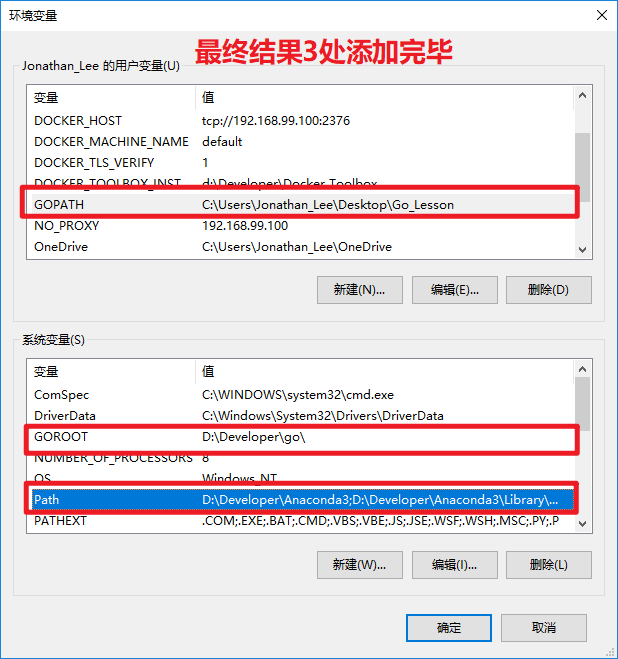 环境变量
最终结果3处添加完毕
Jonathan_Lee 的用户变量(U)
变量 值
DOCKER_HOST tcp://192.168.99.100:2376
DOCKER_MACHINE_NAME default
DOCKER_TLS_VERIFY 1
DOCKER_TOOLBOX_INST... d:\Developer\Docker Toolbox
GOPATH C:\Users\Jonathan_Lee\Desktop\Go_Lesson
NO_PROXY 192.168.99.100
OneDrive C:\Users\Jonathan_Lee\OneDrive
新建(N)... 编辑(E)... 删除(D)
系统变量(S)
变量 值
ComSpec C:\WINDOWS\system32\cmd.exe
DriverData C:\Windows\System32\Drivers\DriverData
GOROOT D:\Developer\go\
NUMBER_OF_PROCESSORS 8
OS Windows_NT
Path D:\Developer\Anaconda3;D:\Developer\Anaconda3\Library\...
PATHEXT .COM;.EXE;.BAT;.CMD;.VBS;.VBE;.JS;.JSE;.WSF;.WSH;.MSC;.PY;.P
新建(W)... 编辑(I)... 删除(L)
确定 取消